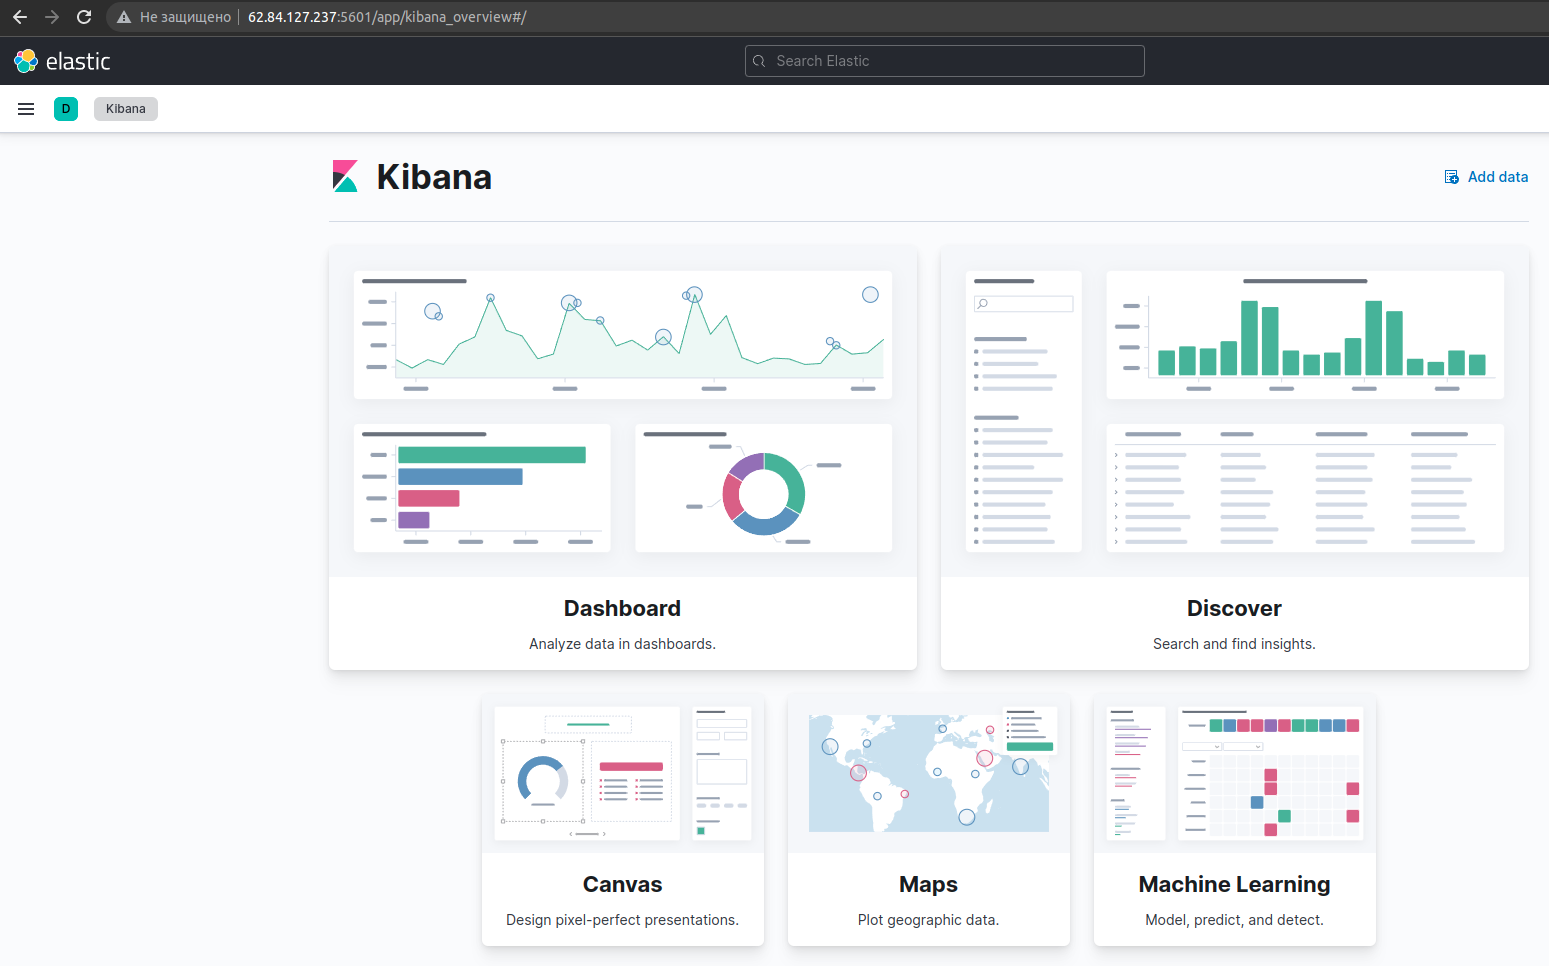 Не защищено 62.84.127.237:5601/app/kibana_overview#/
elastic
Search Elastic
D Kibana
Kibana
Add data
Dashboard
Analyze data in dashboards.
Discover
Search and find insights.
Canvas
Design pixel-perfect presentations.
Maps
Plot geographic data.
Machine Learning
Model, predict, and detect.